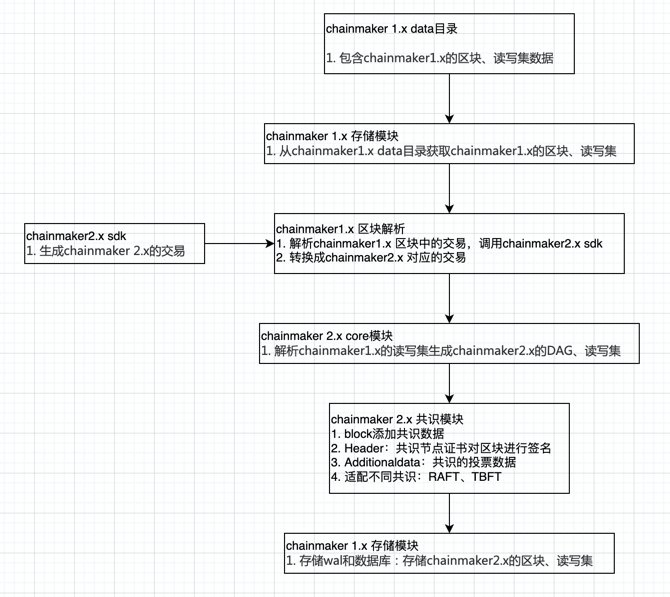 chainmaker 1.x data目录
1. 包含chainmaker1.x的区块、读写集数据
chainmaker 1.x 存储模块
1. 从chainmaker1.x data目录获取chainmaker1.x的区块、读写集
chainmaker2.x sdk
1. 生成chainmaker 2.x的交易
chainmaker1.x 区块解析
1. 解析chainmaker1.x 区块中的交易，调用chainmaker2.x sdk
2. 转换成chainmaker2.x 对应的交易
chainmaker 2.x core模块
1. 解析chainmaker1.x的读写集生成chainmaker2.x的DAG、读写集
chainmaker 2.x 共识模块
1. block添加共识数据
2. Header：共识节点证书对区块进行签名
3. Additionaldata：共识的投票数据
4. 适配不同共识：RAFT、TBFT
chainmaker 1.x 存储模块
1. 存储wal和数据库：存储chainmaker2.x的区块、读写集